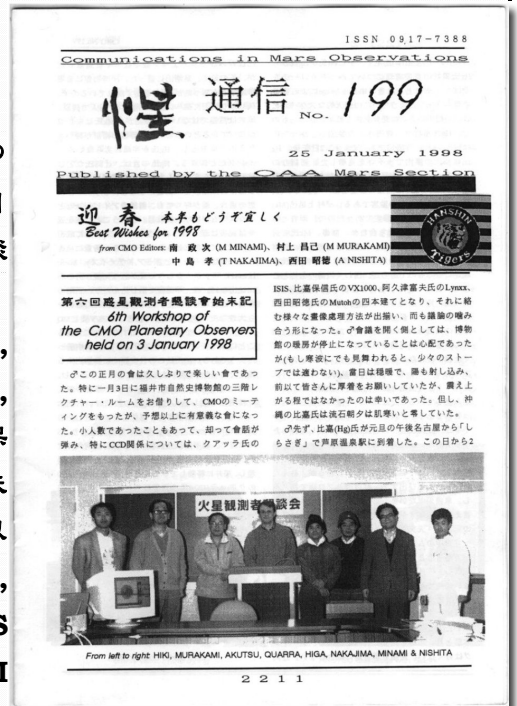 ISSN 0917-7388
Communications in Mars Observations
惶 通信 No. 199
25 January 1998
Published by the OAA Mars Section
迎 春 本年もどうぞ宜しく
Best Wishes for 1998
HANSHIN
Tigers
from CMO Editors: 南 政 次 (M MINAMI)、村上 昌己 (M MURAKAMI)
中 島 孝 (T NAKAJIMA)、西田 昭徳 (A NISHITA)
第六回惑星観測者懇談會始末記
6th Workshop of
the CMO Planetary Observers
held on 3 January 1998
♂この正月の會は久しぶりで楽しい會であっ
た。特に一月3日に福井市自然史博物館の三階レ
クチャー・ルームをお借りして、CMOのミーテ
ィングをもったが、予想以上に有意義な會になっ
た。小人數であったこともあって、却って會話が
弾み、特にCCD関係については、クアッラ氏の
ISIS、比嘉保信氏のVX1000、阿久津富夫氏のLynxx、
西田昭徳氏のMutohの四本建てとなり、それに絡
む様々な畫像處理方法が出揃い、而も議論の噛み
合う形になった。♂會議を開く側としては、博物
館の暖房が停止になっていることは心配であった
が(もし寒波にでも見舞われると、少々のストー
ブでは適わない)、當日は穏暖で、陽も射し込み、
前以て皆さんに厚着をお願いしていたが、震え上
がる程ではなかったのは幸いであった。但し、沖
縄の比嘉氏は流石朝夕は肌寒いと零していた。
♂先ず、比嘉(Hg)氏が元旦の午後名古屋から「し
らさぎ」で芦原温泉駅に到着した。この日から2
火星観測者懇談会
From left to right: HIKI, MURAKAMI, AKUTSU, QUARRA, HIGA, NAKAJIMA, MINAMI & NISHITA
2211